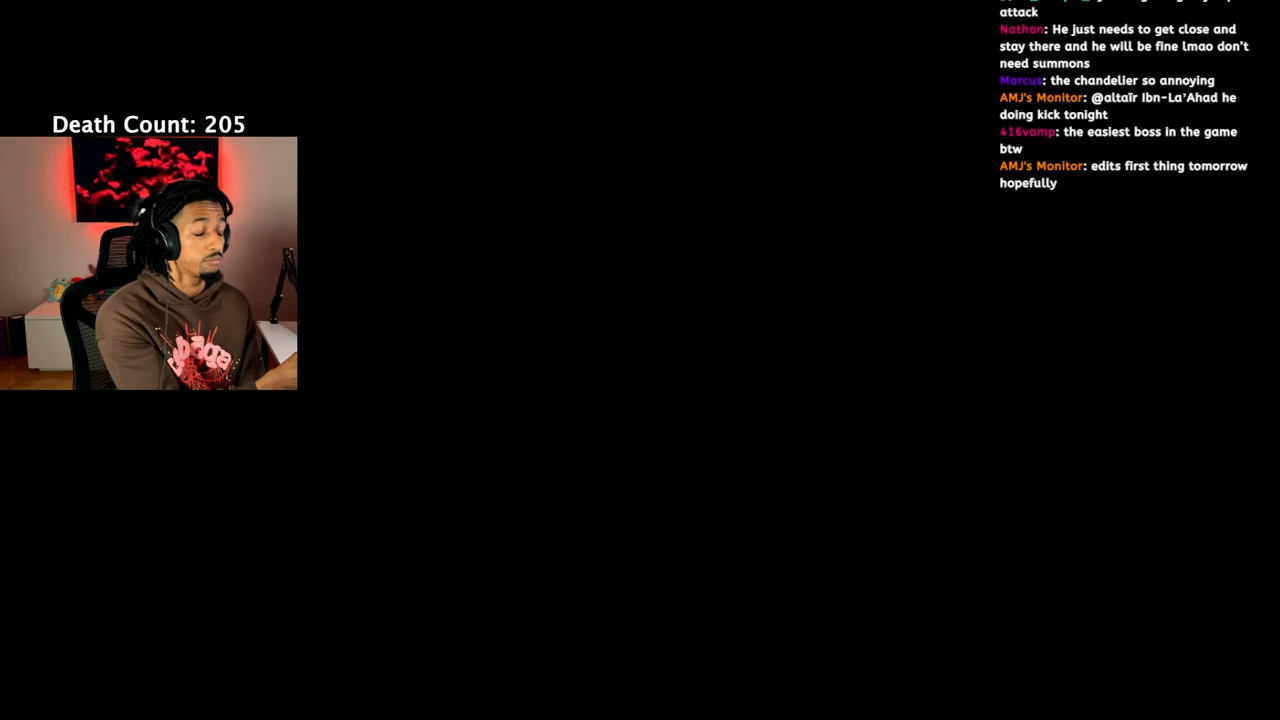 attack
Nathan: He just needs to get close and
stay there and he will be fine lmao don't
need summons
Marcus: the chandelier so annoying
AMJ's Monitor: @altaïr Ibn-La'Ahad he
doing kick tonight
416vamp: the easiest boss in the game
btw
AMJ's Monitor: edits first thing tomorrow
hopefully
Death Count: 205